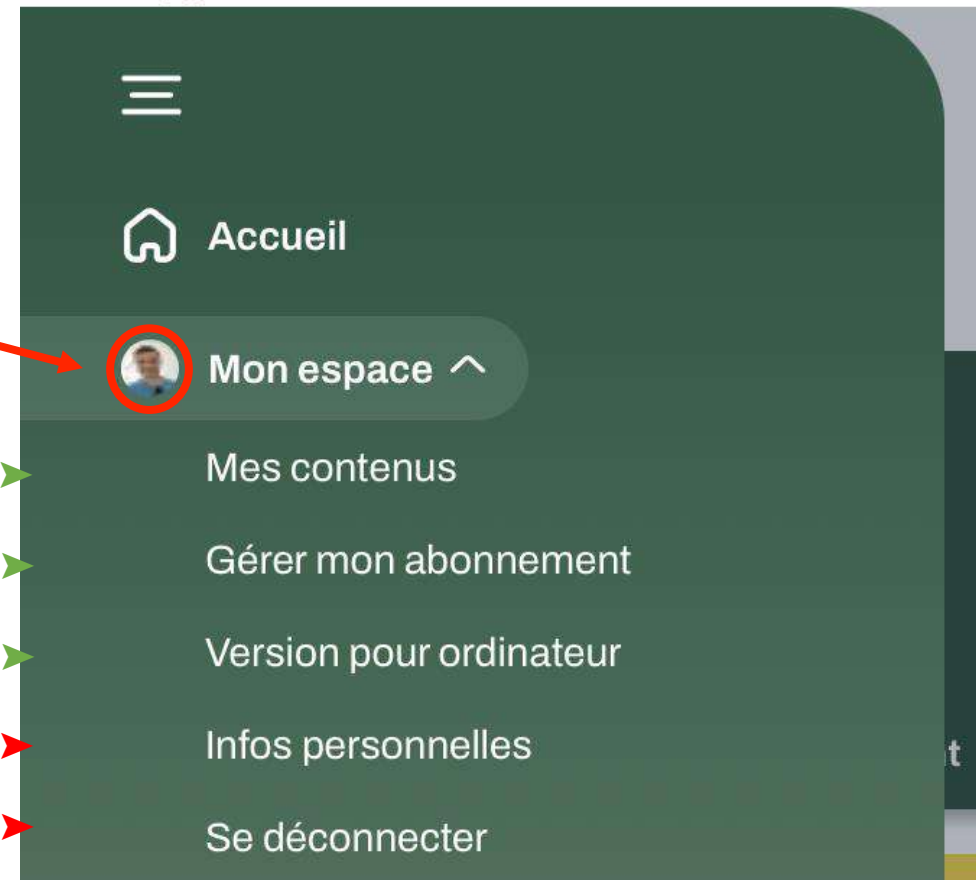 Accueil
Mon espace
Mes contenus
Gérer mon abonnement
Version pour ordinateur
Infos personnelles
t
Se déconnecter